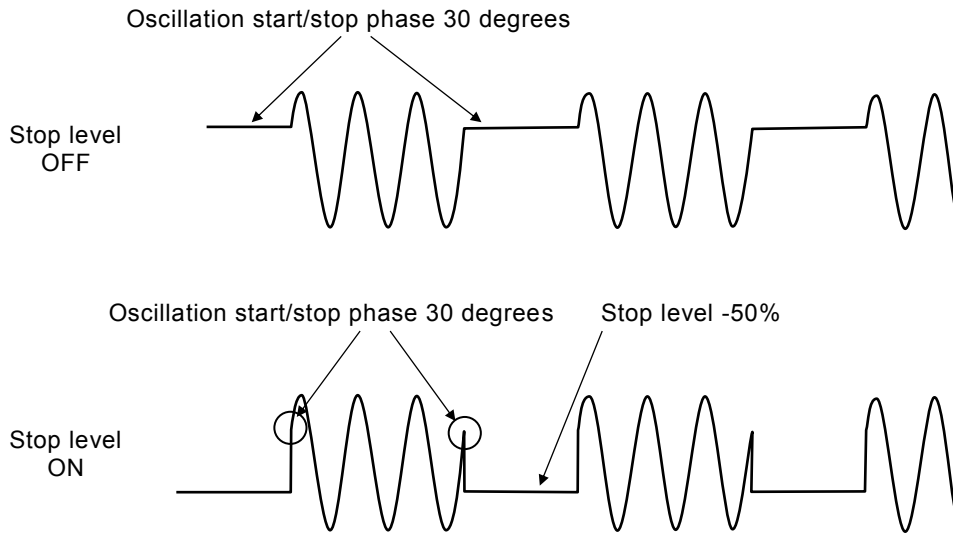 Oscillation start/stop phase 30 degrees
Stop level
OFF
Oscillation start/stop phase 30 degrees
Stop level -50%
Stop level
ON